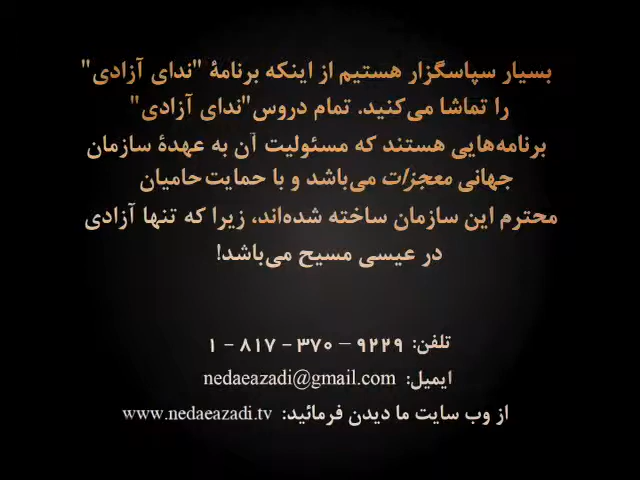 بسیار سپاسگزار هستیم از اینکه برنامۀ "ندای آزادی"
را تماشا می‌کنید. تمام دروس"ندای آزادی"
برنامه‌هایی هستند که مسئولیت آن به عهدۀ سازمان
جهانی معجزات می‌باشد و با حمایت حامیان
محترم این سازمان ساخته شده‌اند، زیرا که تنها آزادی
در عیسی مسیح می‌باشد!
تلفن: ۹۲۲۹ – ۳۷۰ - ۸۱۷ - ۱
ایمیل: nedaeazadi@gmail.com
از وب سایت ما دیدن فرمائید: www.nedaeazadi.tv